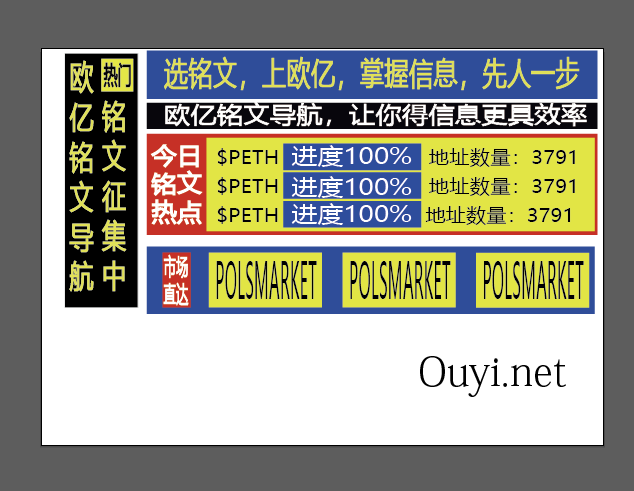 欧亿铭文导航
热门铭文征集中
选铭文，上欧亿，掌握信息，先人一步
欧亿铭文导航，让你得信息更具效率
今日
铭文
热点
$PETH 进度100% 地址数量：3791
$PETH 进度100% 地址数量：3791
$PETH 进度100% 地址数量：3791
市场
直达
POLSMARKET POLSMARKET POLSMARKET
Ouyi.net